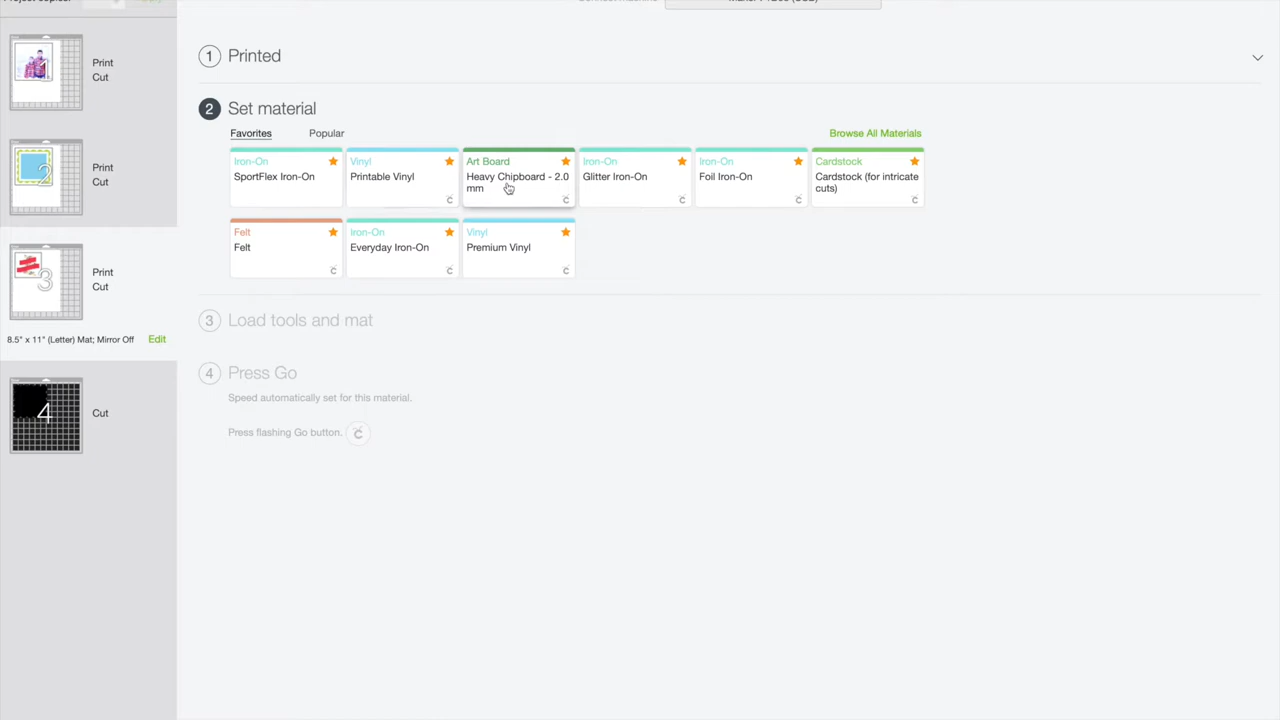 1 Printed
Print
Cut
2 Set material
Favorites Popular Browse All Materials
Iron-On
SportFlex Iron-On
Vinyl
Printable Vinyl
Art Board
Heavy Chipboard - 2.0
mm
Iron-On
Glitter Iron-On
Iron-On
Foil Iron-On
Cardstock
Cardstock (for intricate
cuts)
2
Print
Cut
Felt
Felt
Iron-On
Everyday Iron-On
Vinyl
Premium Vinyl
3
Print
Cut
8.5" x 11" (Letter) Mat; Mirror Off Edit
3 Load tools and mat
4 Press Go
Speed automatically set for this material.
Press flashing Go button.
4
Cut